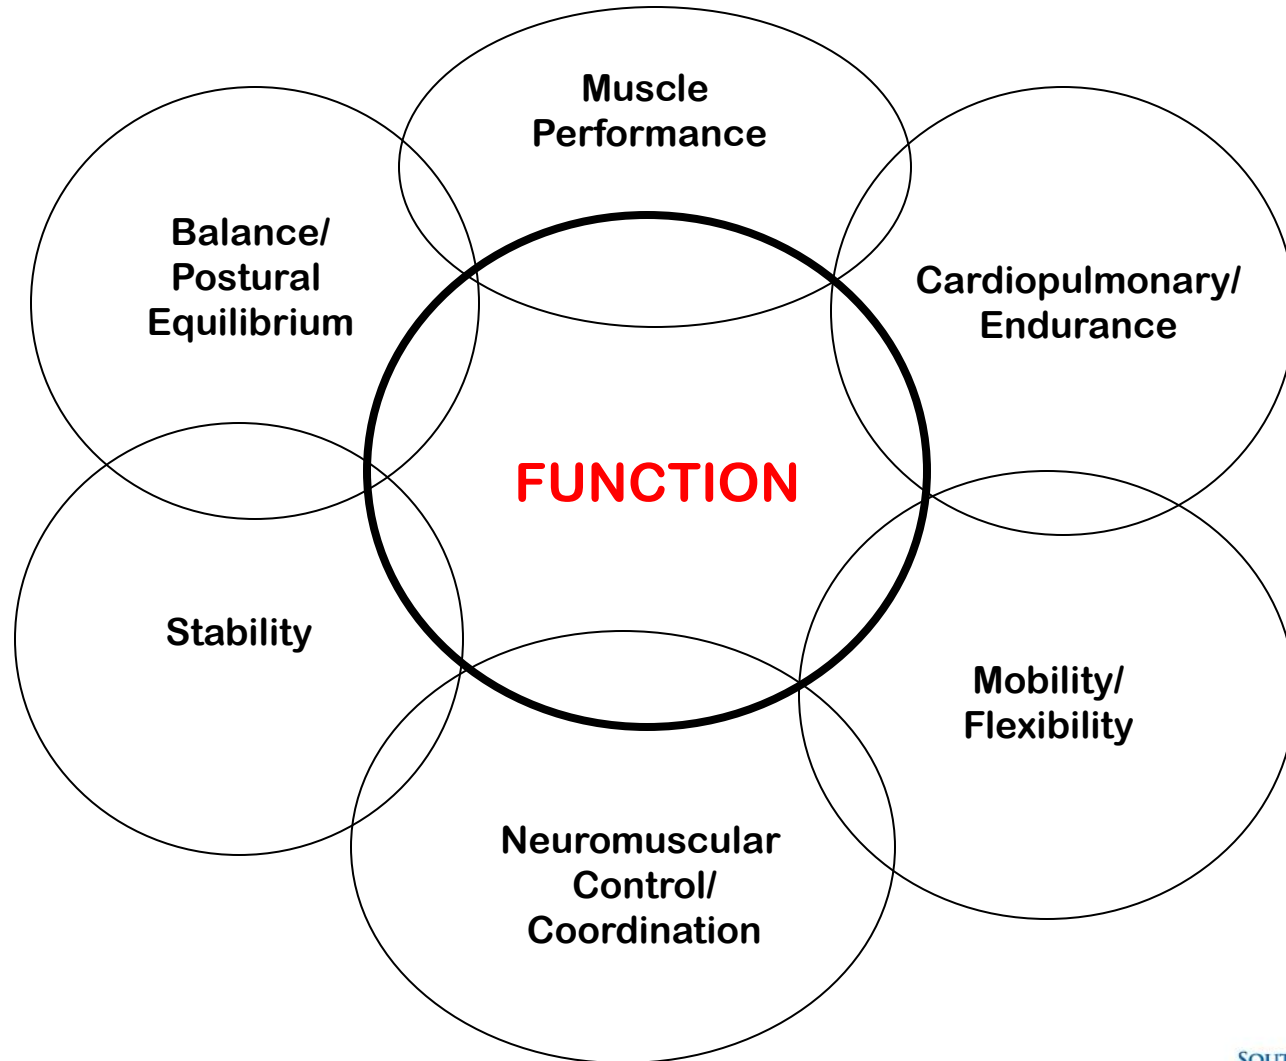 Muscle
Performance
Balance/
Postural
Equilibrium
Cardiopulmonary/
Endurance
FUNCTION
Stability
Mobility/
Flexibility
Neuromuscular
Control/
Coordination